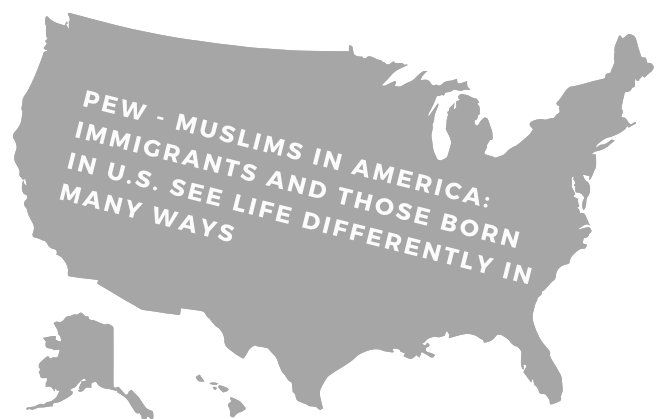 PEW - MUSLIMS IN AMERICA:
IMMIGRANTS AND THOSE BORN
IN U.S. SEE LIFE DIFFERENTLY IN
MANY WAYS